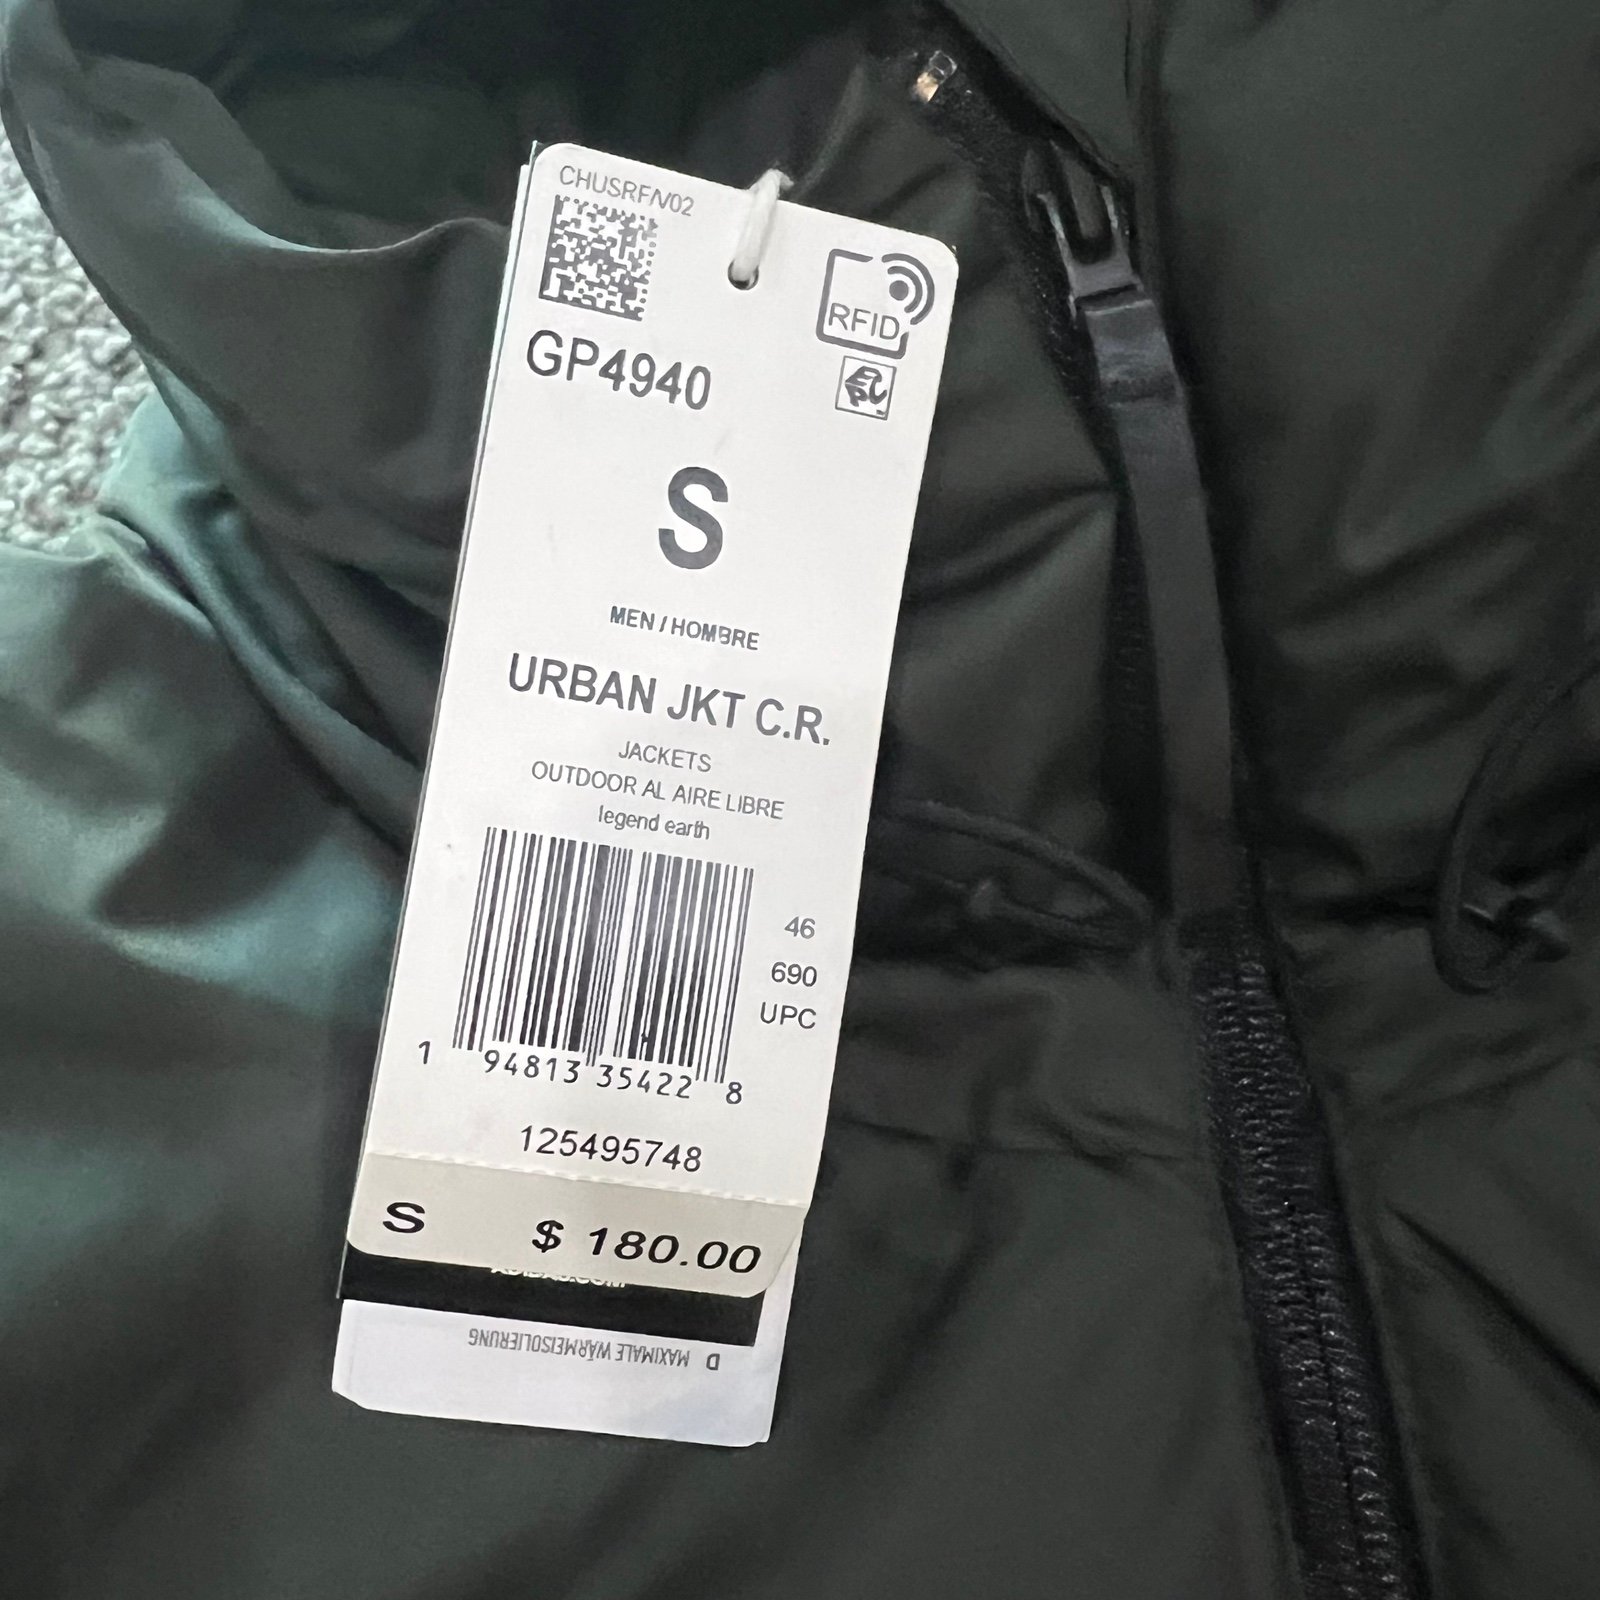 CHUSRF/V02
RFID
GP4940
S
MEN / HOMBRE
URBAN JKT C.R.
JACKETS
OUTDOOR AL AIRE LIBRE
legend earth
46
690
UPC
1 94813 35422 8
125495748
S $ 180.00
D MAXIMALE WÄRMEISOLIERUNG